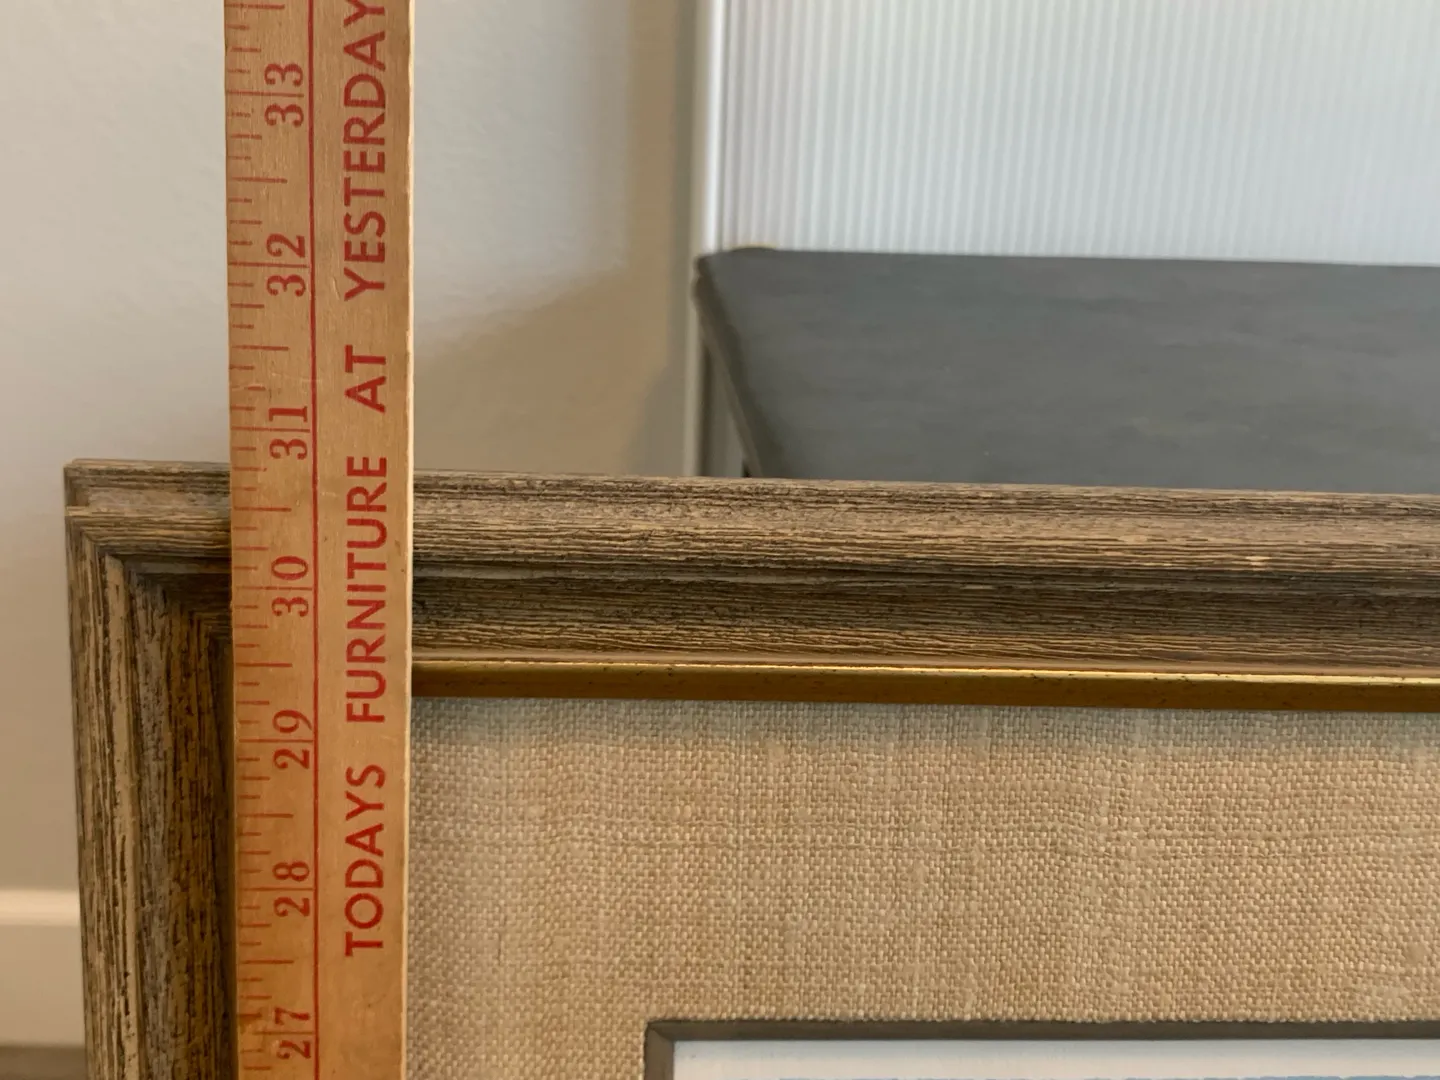 TODAYS FURNITURE AT YESTERDAY
27 28 29 30 31 32 33